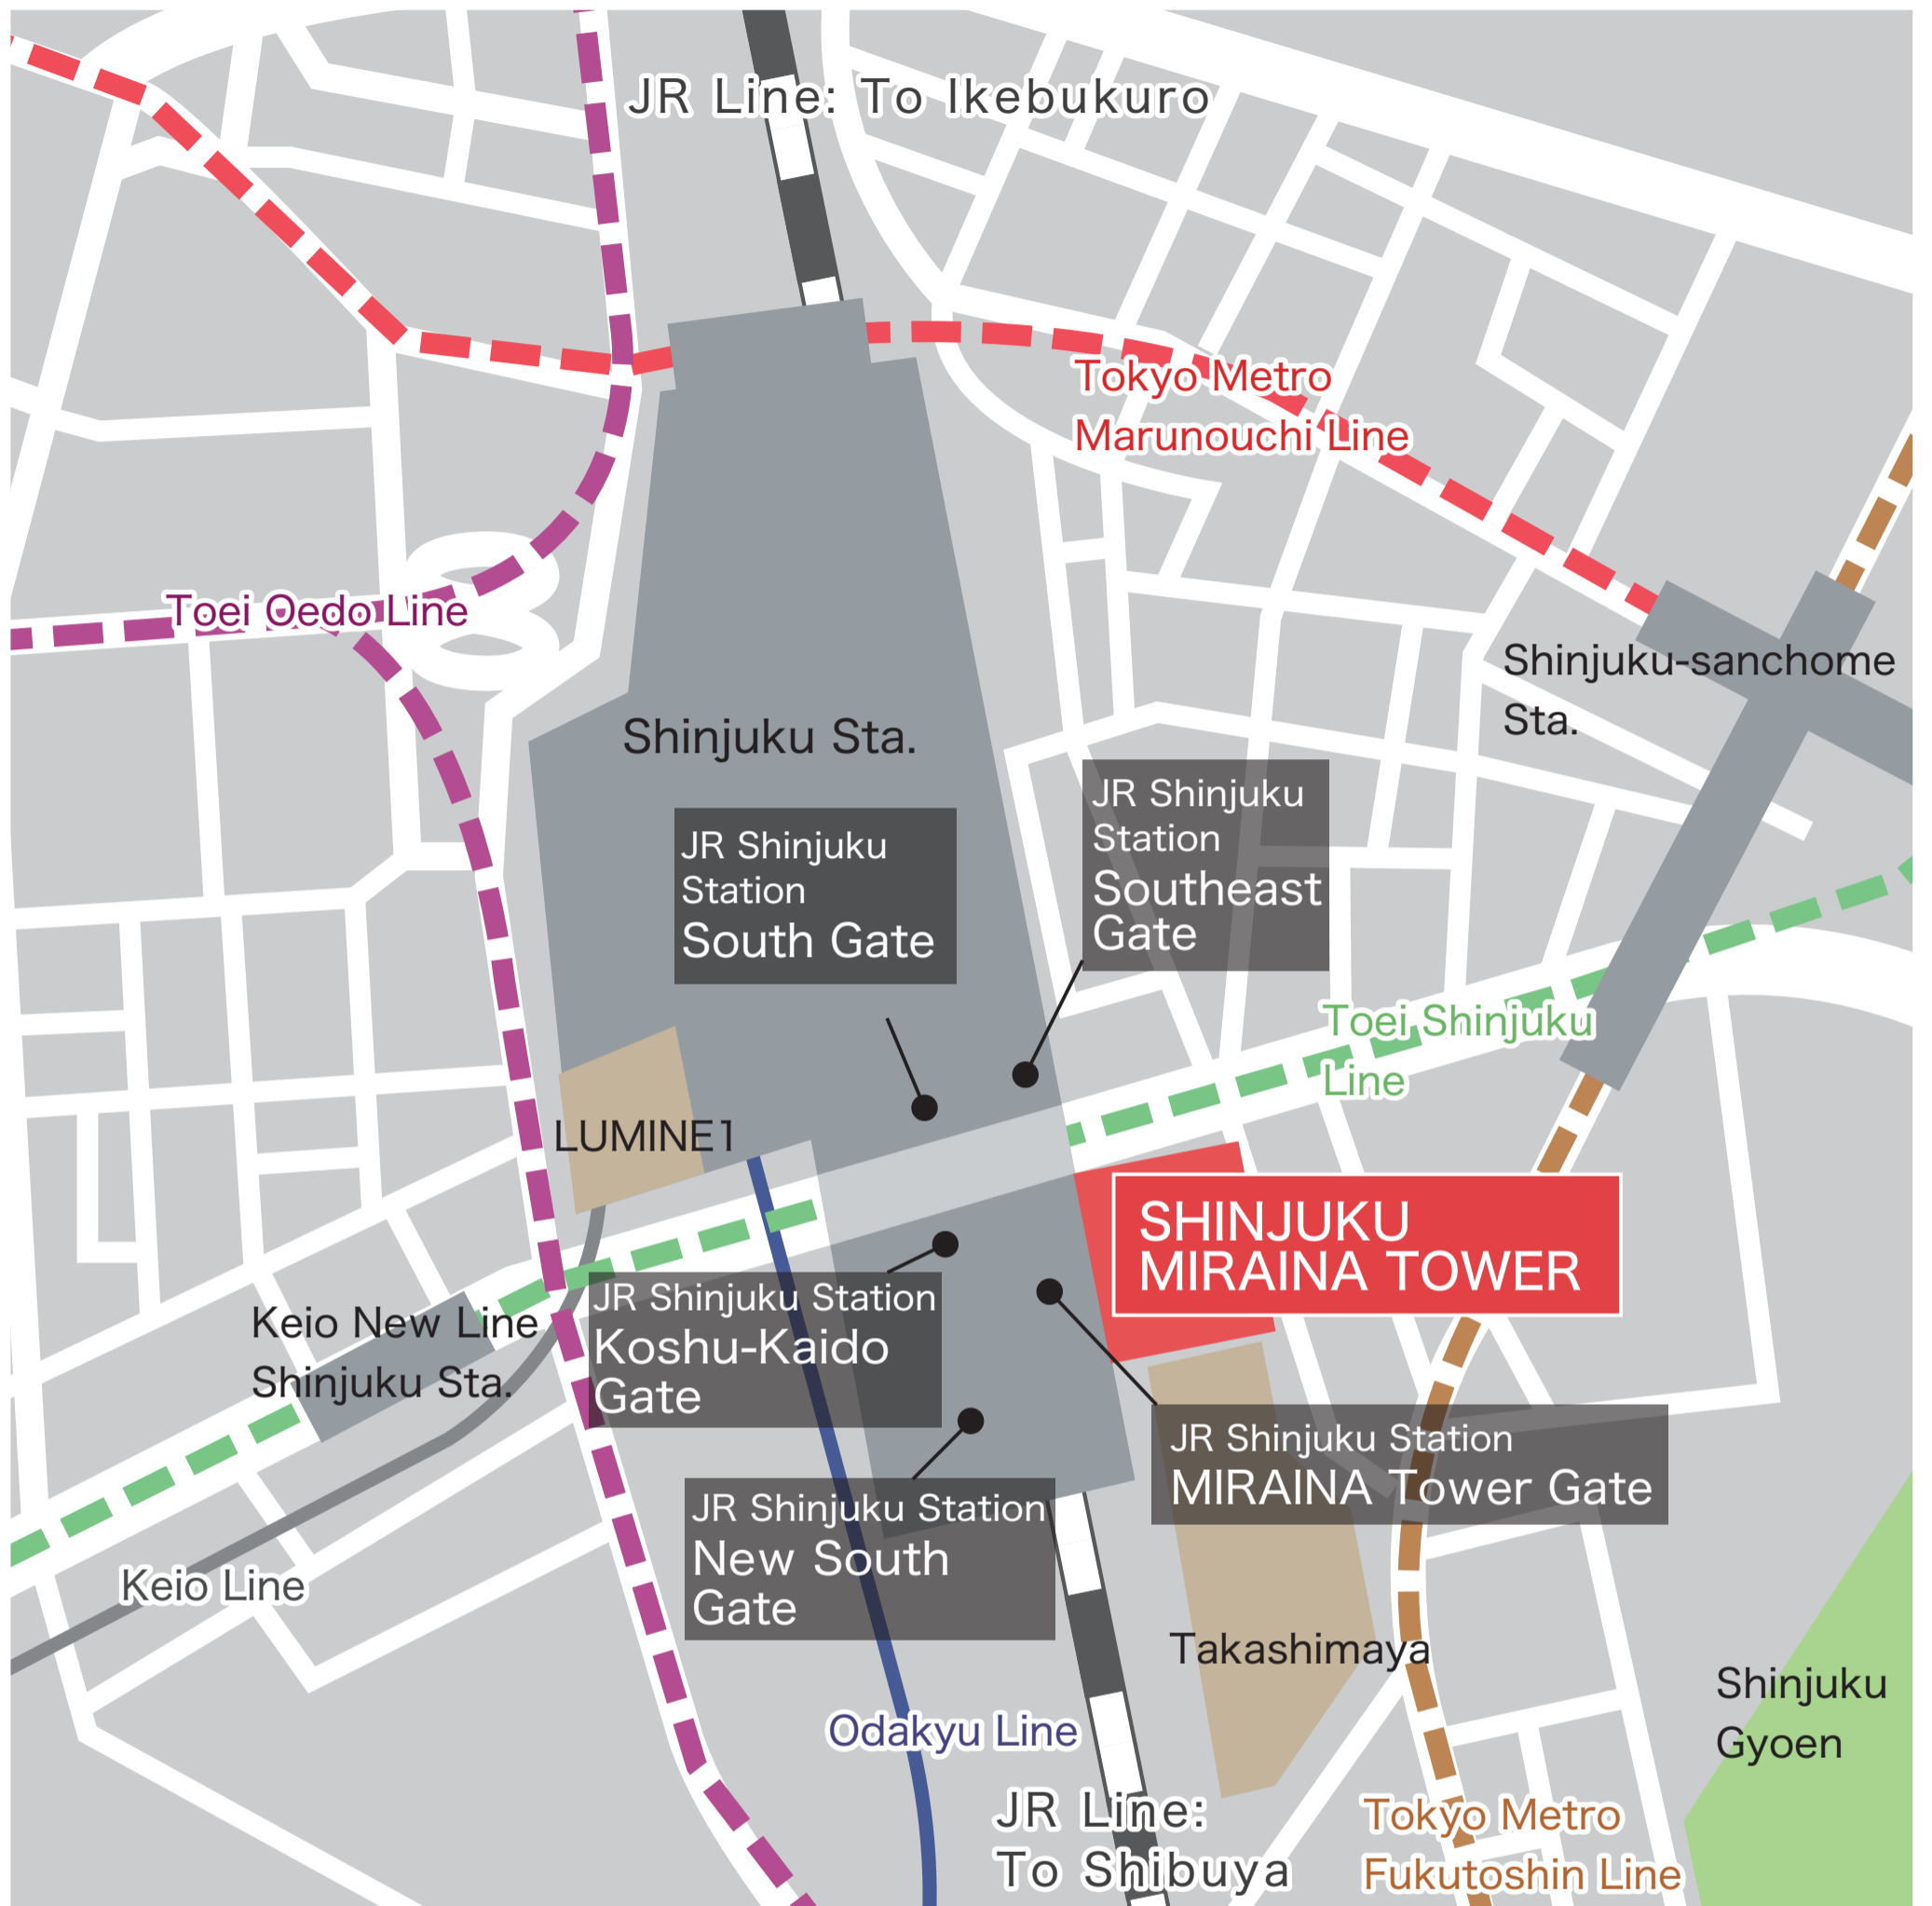 JR Line: To Ikebukuro
Tokyo Metro
Marunouchi Line
Toei Oedo Line
Shinjuku-sanchome
Sta.
Shinjuku Sta.
JR Shinjuku
Station
South Gate
JR Shinjuku
Station
Southeast
Gate
Toei Shinjuku
Line
LUMINE1
SHINJUKU
MIRAINA TOWER
Keio New Line
Shinjuku Sta.
JR Shinjuku Station
Koshu-Kaido
Gate
JR Shinjuku Station
MIRAINA Tower Gate
JR Shinjuku Station
New South
Gate
Keio Line
Takashimaya
Shinjuku
Gyoen
Odakyu Line
JR Line:
To Shibuya
Tokyo Metro
Fukutoshin Line